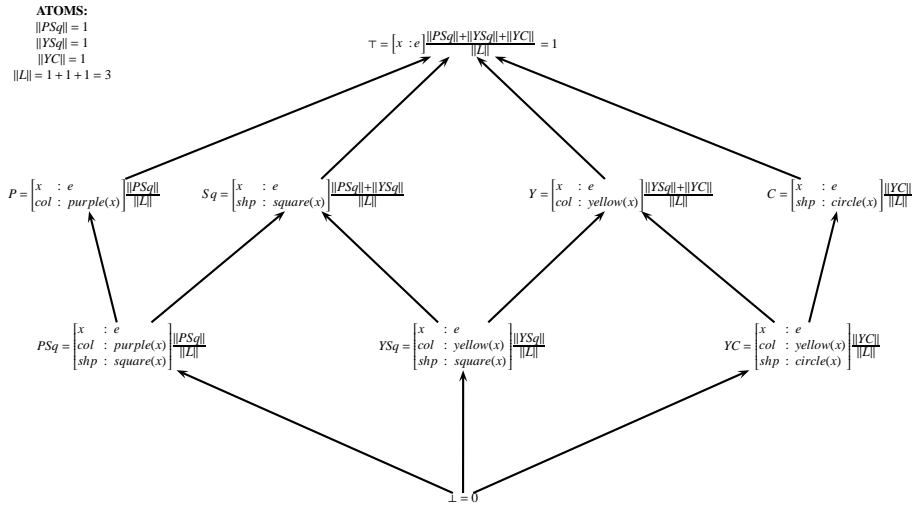 ATOMS:
||PSq|| = 1
||YSq|| = 1
||YC|| = 1
||L|| = 1 + 1 + 1 = 3
⊤ = [x : e] ||PSq||+||YSq||+||YC|| / ||L|| = 1
P = [x : e
col : purple(x)] ||PSq|| / ||L||
Sq = [x : e
shp : square(x)] ||PSq||+||YSq|| / ||L||
Y = [x : e
col : yellow(x)] ||YSq||+||YC|| / ||L||
C = [x : e
shp : circle(x)] ||YC|| / ||L||
PSq = [x : e
col : purple(x)
shp : square(x)] ||PSq|| / ||L||
YSq = [x : e
col : yellow(x)
shp : square(x)] ||YSq|| / ||L||
YC = [x : e
col : yellow(x)
shp : circle(x)] ||YC|| / ||L||
⊥ = 0